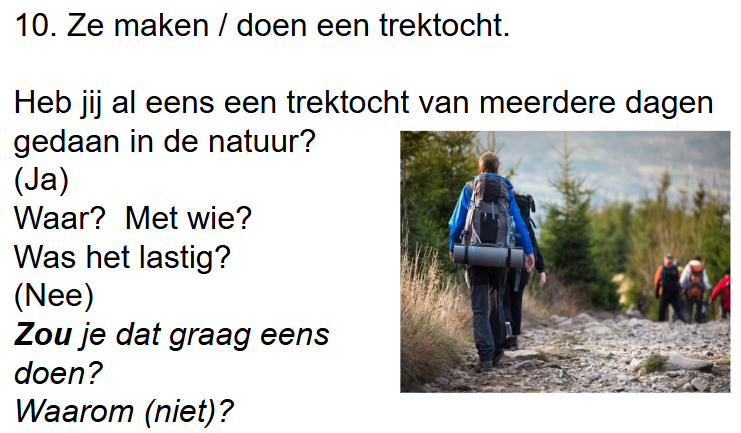 10. Ze maken / doen een trektocht.
Heb jij al eens een trektocht van meerdere dagen
gedaan in de natuur?
(Ja)
Waar?  Met wie?
Was het lastig?
(Nee)
Zou je dat graag eens
doen?
Waarom (niet)?